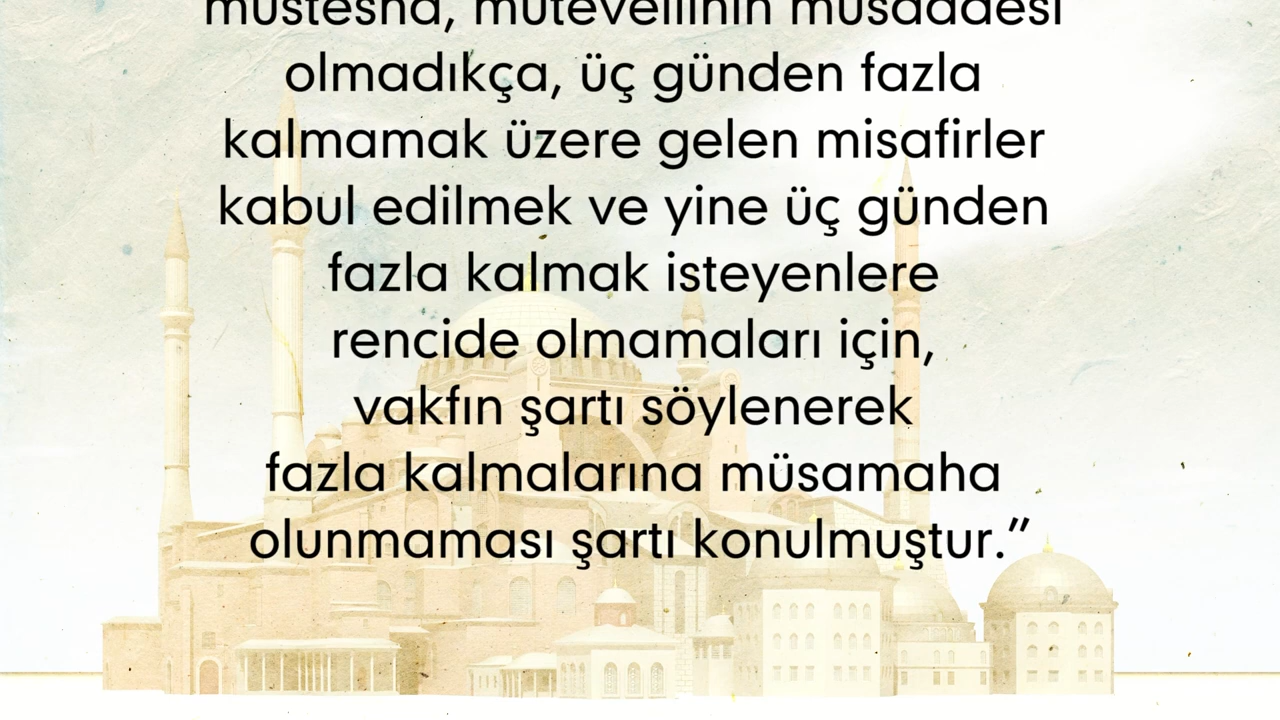 müstesna, mütevellinin müsaadesi
olmadıkça, üç günden fazla
kalmamak üzere gelen misafirler
kabul edilmek ve yine üç günden
fazla kalmak isteyenlere
rencide olmamaları için,
vakfın şartı söylenerek
fazla kalmalarına müsamaha
olunmaması şartı konulmuştur.”